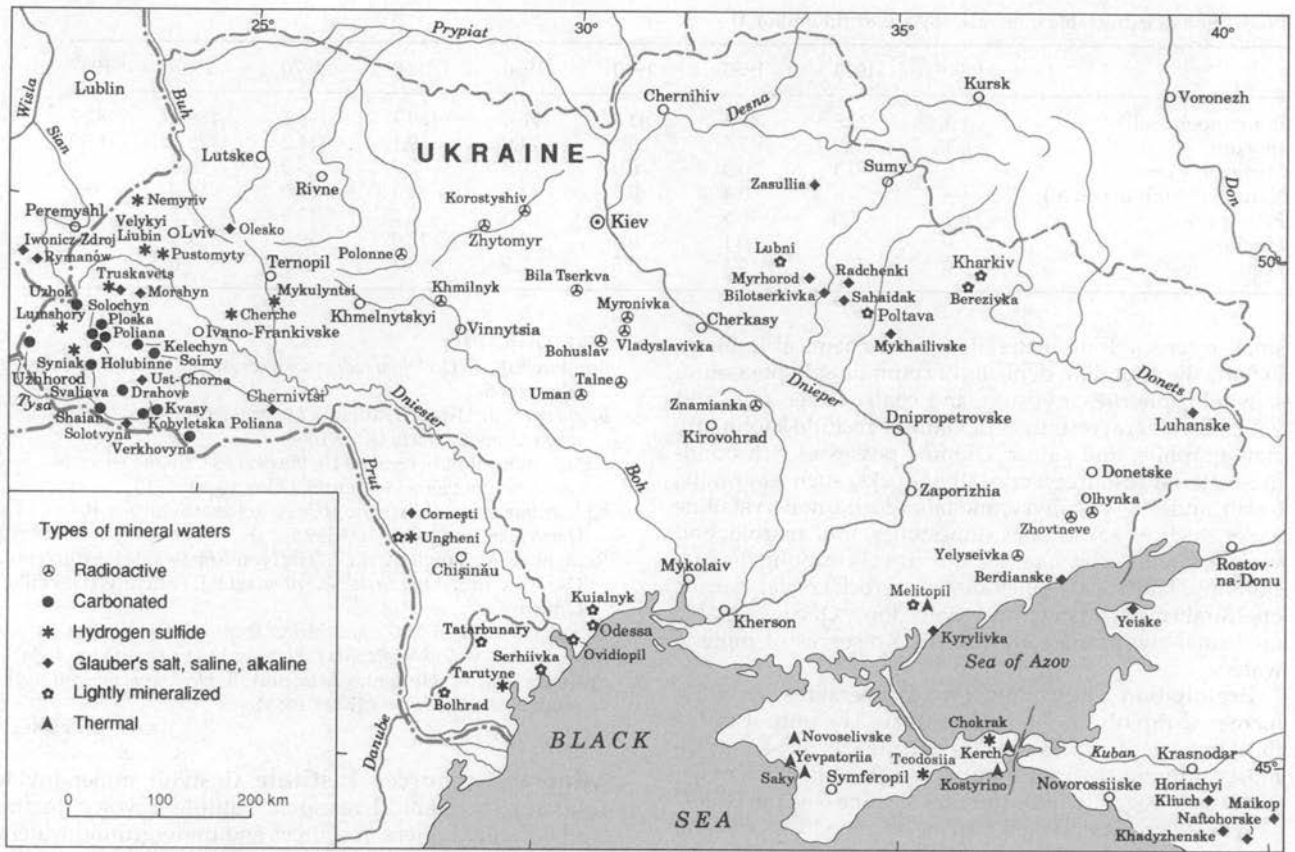 25°
30°
35°
40°
Prypiat
Wisla
Lublin
Buh
Chernihiv
Desna
Kursk
Voronezh
Sian
Lutske
UKRAINE
Rivne
Sumy
Don
Zasullia
Nemyriv
Korostyshiv
Peremyshl
Velykyi
Liubin
Lviv
Olesko
Zhytomyr
Kiev
Iwonicz-Zdroj
Rymanów
Pustomyty
Polonne
Lubni
Kharkiv
50°
Ternopil
Truskavets
Bila Tserkva
Myrhorod
Radchenki
Uzhok
Morshyn
Mykulyntsi
Khmilnyk
Bilotserkivka
Sahaidak
Bereziyka
Solochyn
Lumshory
Ploska
Cherche
Myronivka
Poltava
Poliana
Ivano-Frankivske
Khmelnytskyi
Vinnytsia
Cherkasy
Kelechyn
Vladyslavivka
Mykhailivske
Syniak
Holubinne
Soimy
Bohuslav
Uzhhorod
Ust-Chorna
Talne
Dnieper
Donets
Svaliava
Drahove
Chernivtsi
Dniester
Uman
Znamianka
Tysa
Shaian
Kvasy
Kirovohrad
Dnipropetrovske
Luhanske
Solotvyna
Kobyletska Poliana
Verkhovyna
Prut
Boh
Donetske
Zaporizhia
Olhynka
Zhovtneve
Types of mineral waters
Corneşti
Ungheni
Yelyseivka
Radioactive
Chişinău
Mykolaiv
Berdianske
Rostov
na-Donu
Carbonated
Kuialnyk
Melitopil
Hydrogen sulfide
Tatarbunary
Odessa
Kherson
Yeiske
Glauber's salt, saline, alkaline
Serhiivka
Ovidiopil
Kyrylivka
Sea of Azov
Lightly mineralized
Tarutyne
Thermal
Bolhrad
Danube
BLACK
Novoselivske
Chokrak
Yevpatoriia
Teodosiia
Kerch
Kuban
Krasnodar
0 100 200 km
Saky
Symferopil
Kostyrino
Novorossiiske
45°
Horiachyi
Kliuch
Maikop
SEA
Naftohorske
Khadyzhenske